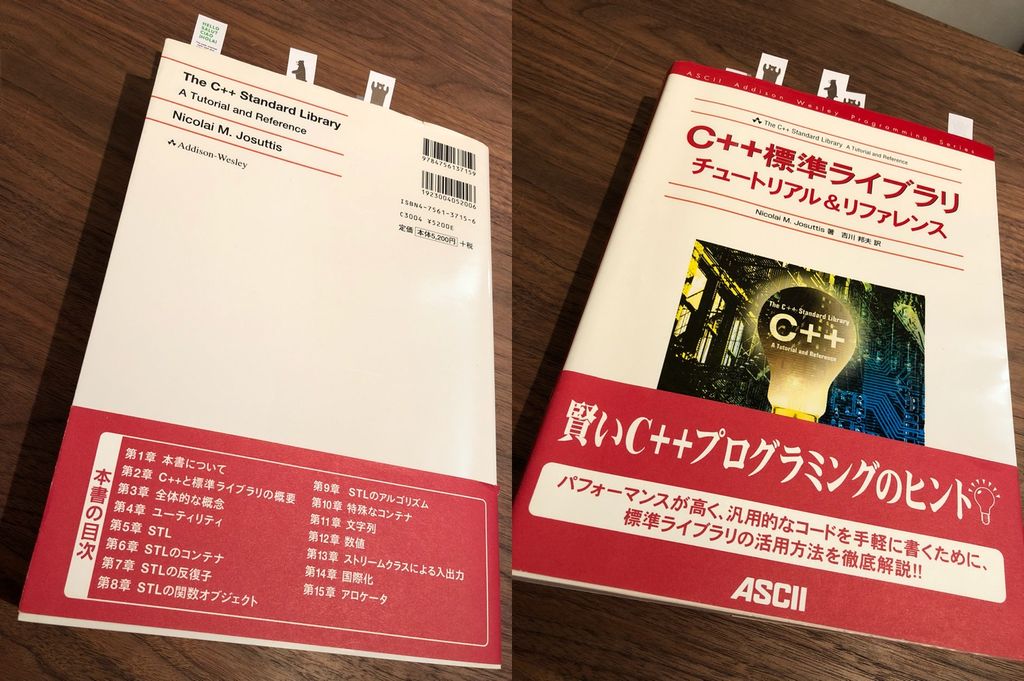 HELLO
SALUT
CIAO
¡HOLA!
The C++ Standard Library
A Tutorial and Reference
Nicolai M. Josuttis
Addison-Wesley
9784756137159
1923004052006
ISBN4-7561-3715-6
C3004 ¥5200E
定価 本体5,200円 +税
本書の目次
第1章 本書について
第2章 C++と標準ライブラリの概要
第3章 全体的な概念
第4章 ユーティリティ
第5章 STL
第6章 STLのコンテナ
第7章 STLの反復子
第8章 STLの関数オブジェクト
第9章 STLのアルゴリズム
第10章 特殊なコンテナ
第11章 文字列
第12章 数値
第13章 ストリームクラスによる入出力
第14章 国際化
第15章 アロケータ
ASCII Addison Wesley Programming Series
The C++ Standard Library A Tutorial and Reference
C++標準ライブラリ
チュートリアル&リファレンス
Nicolai M. Josuttis 著 吉川 邦夫 訳
The C++ Standard Library
C++
A Tutorial and Reference
賢いC++プログラミングのヒント
パフォーマンスが高く、汎用的なコードを手軽に書くために、
標準ライブラリの活用方法を徹底解説!!
ASCII